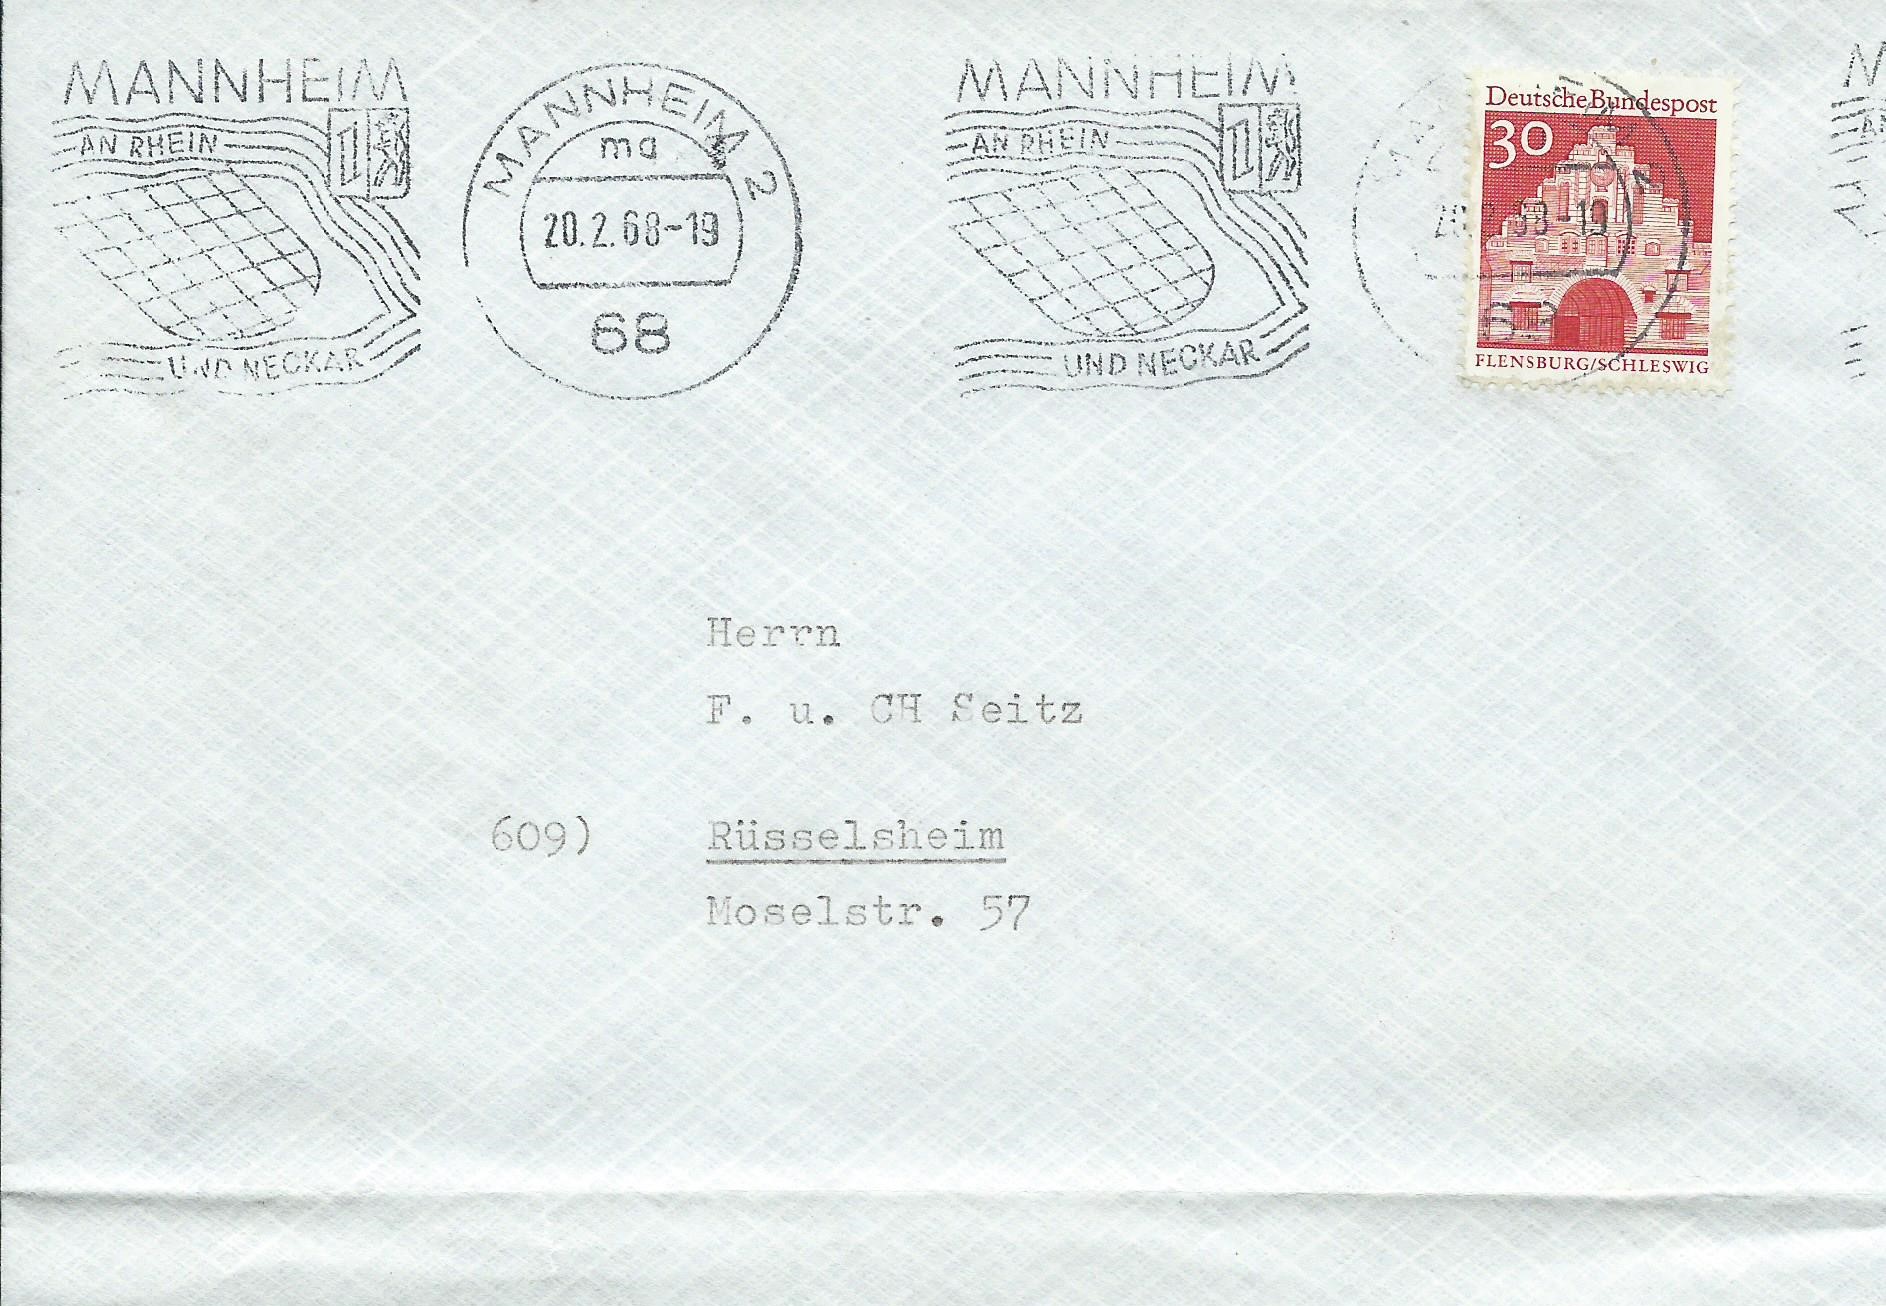 MANNHEIM
AN RHEIN
UND NECKAR
MANNHEIM 2
ma
20.2.68-19
68
MANNHEIM
AN RHEIN
UND NECKAR
Deutsche Bundespost
30
FLENSBURG/SCHLESWIG
Herrn
F. u. CH Seitz
609) Rüsselsheim
Moselstr. 57